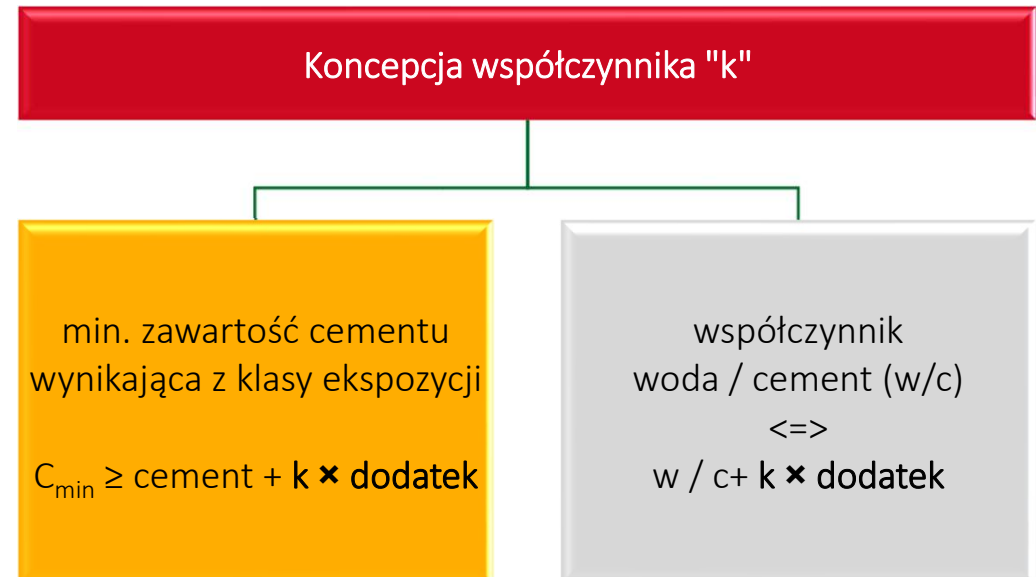 Koncepcja współczynnika "k"
min. zawartość cementu
wynikająca z klasy ekspozycji
Cmin ≥ cement + k × dodatek
współczynnik
woda / cement (w/c)
<=>
w / c+ k × dodatek